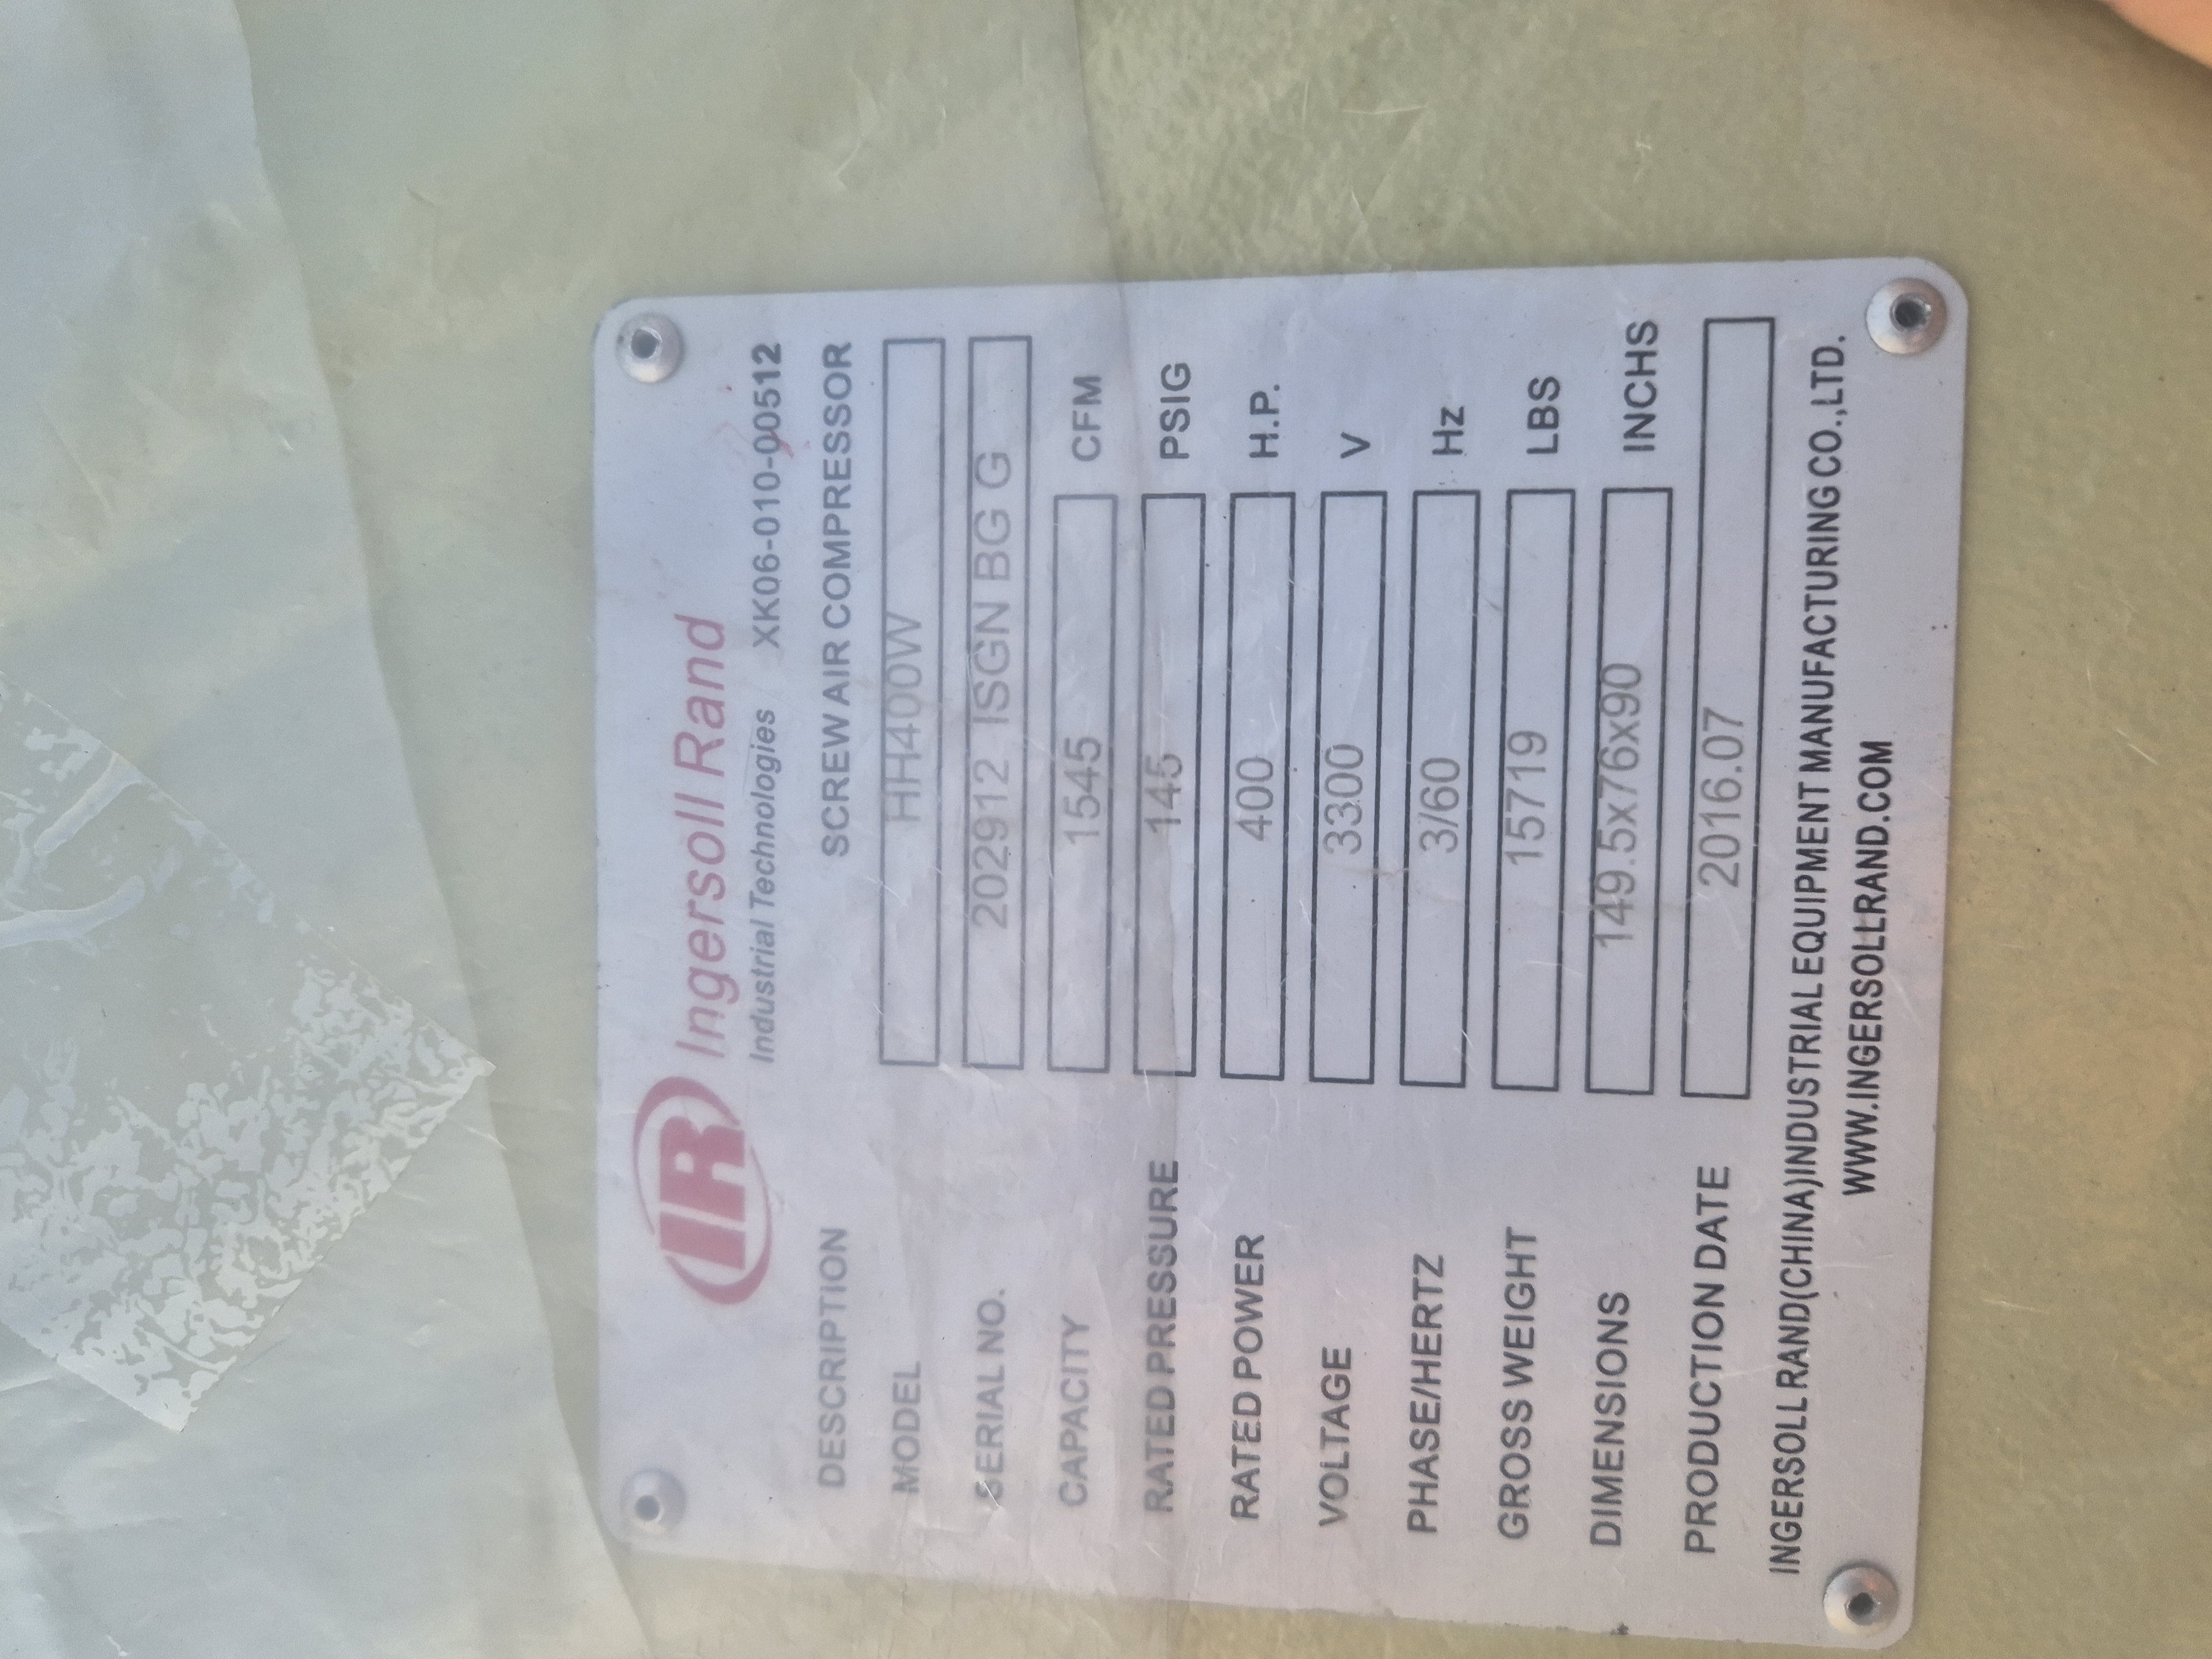 IR Ingersoll Rand
Industrial Technologies XK06-010-00512
DESCRIPTION SCREW AIR COMPRESSOR
MODEL HH400W
SERIAL NO. 202912 ISGN BG G
CAPACITY 1545 CFM
RATED PRESSURE 145 PSIG
RATED POWER 400 H.P.
VOLTAGE 3300 V
PHASE/HERTZ 3/60 Hz
GROSS WEIGHT 15719 LBS
DIMENSIONS 149.5x76x90 INCHS
PRODUCTION DATE 2016.07
INGERSOLL RAND(CHINA)INDUSTRIAL EQUIPMENT MANUFACTURING CO.,LTD.
WWW.INGERSOLLRAND.COM